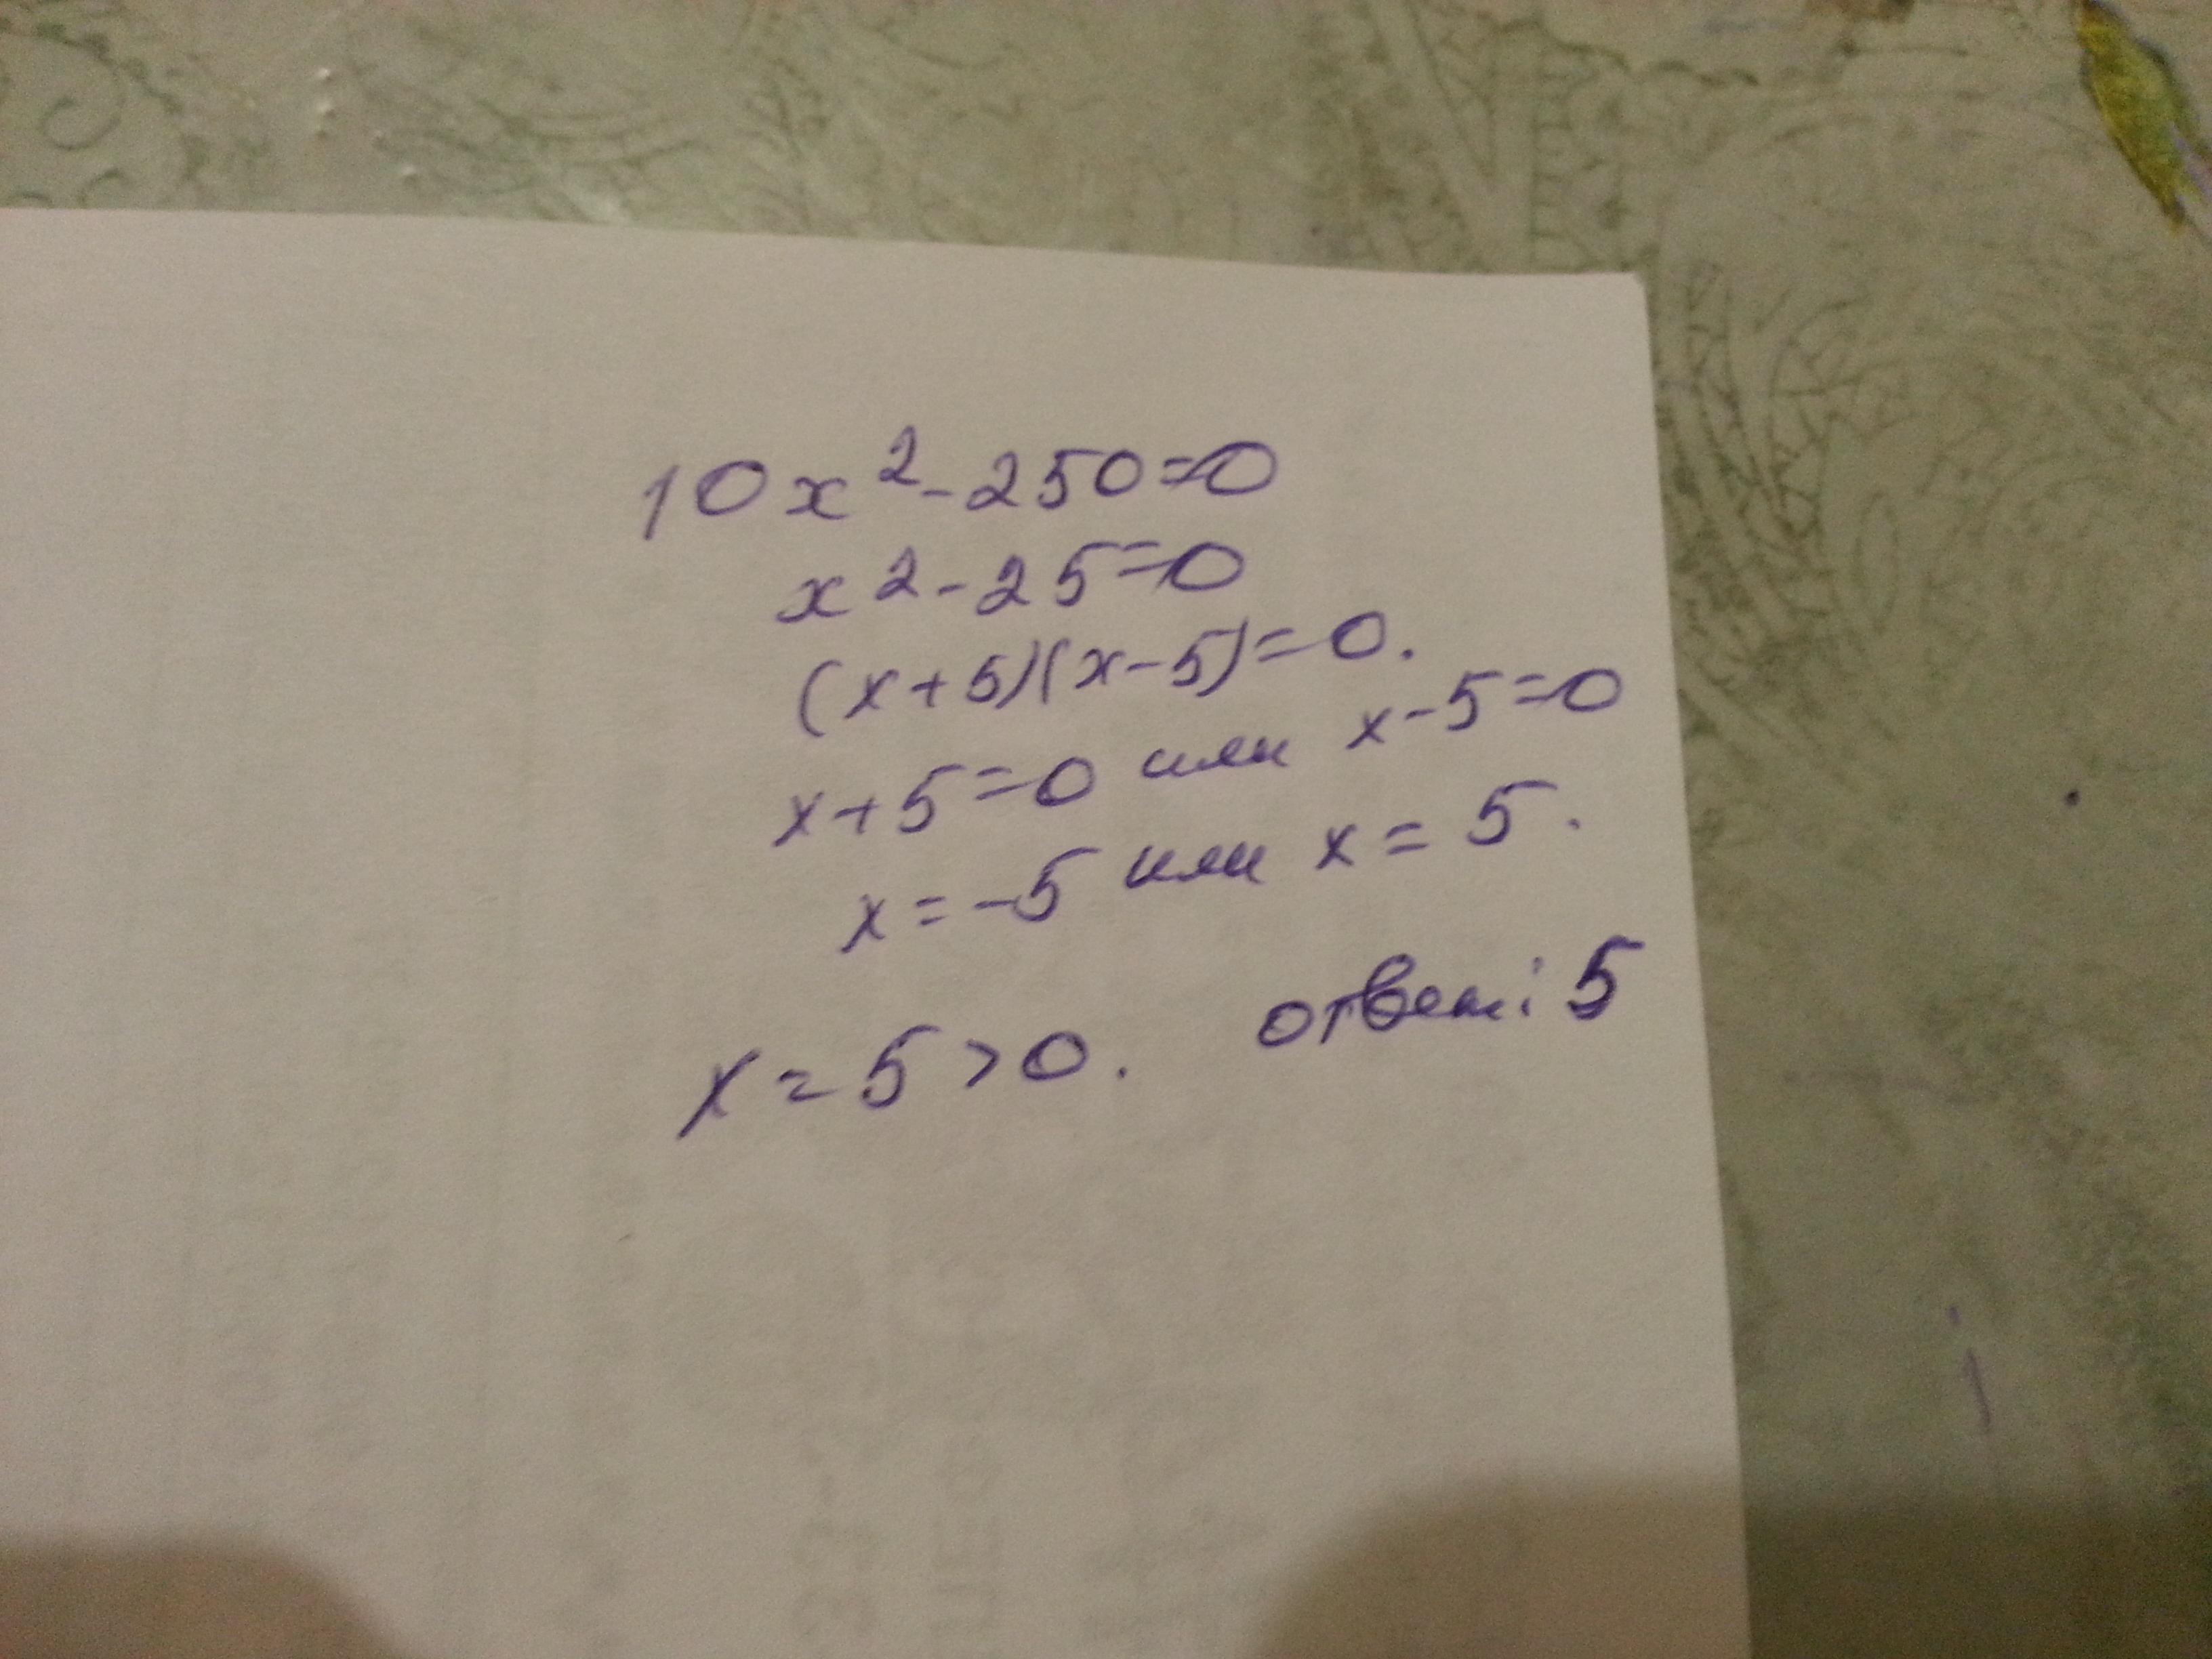 10x²-250=0
x²-25=0
(x+5)(x-5)=0.
x+5=0 или x-5=0
x=-5 или x=5.
x=5>0. ответ: 5